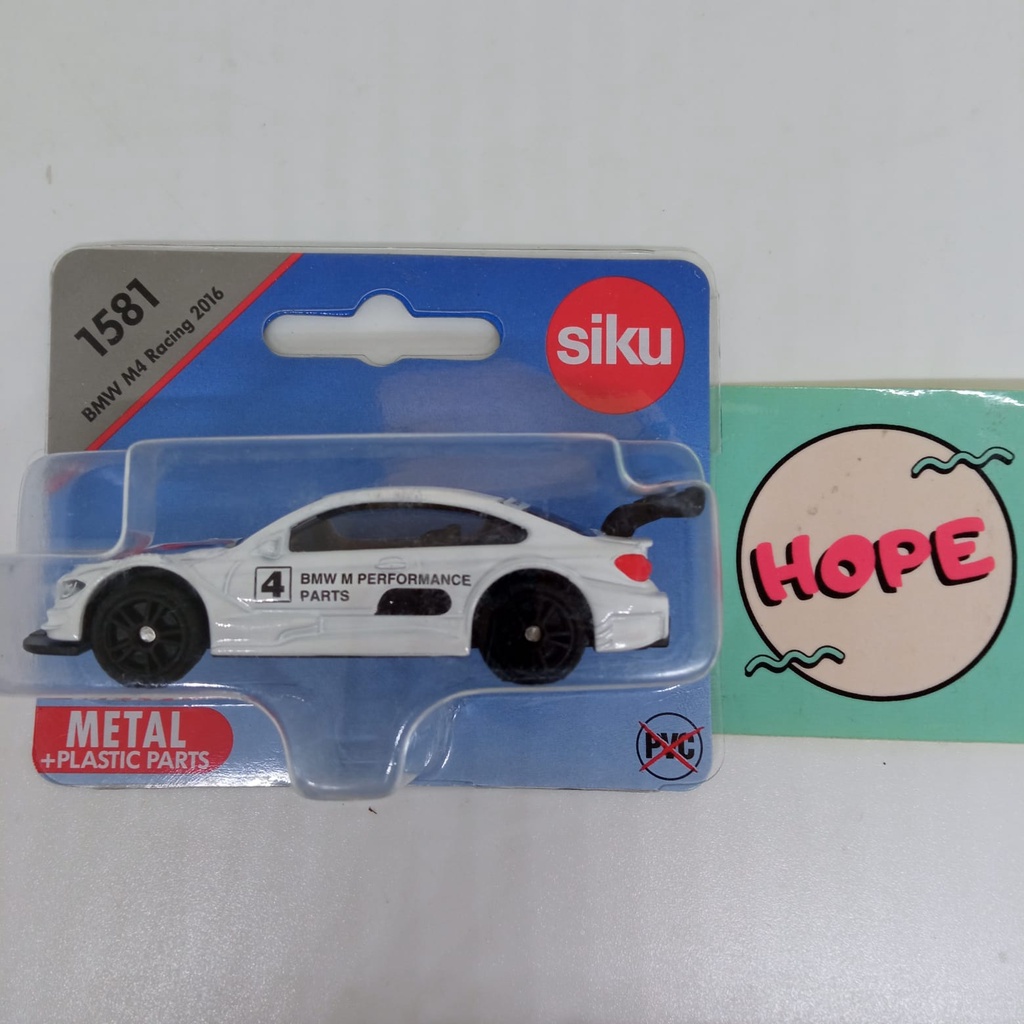 1581
BMW M4 Racing 2016
siku
4
BMW M PERFORMANCE
PARTS
HOPE
METAL
+PLASTIC PARTS
PVC